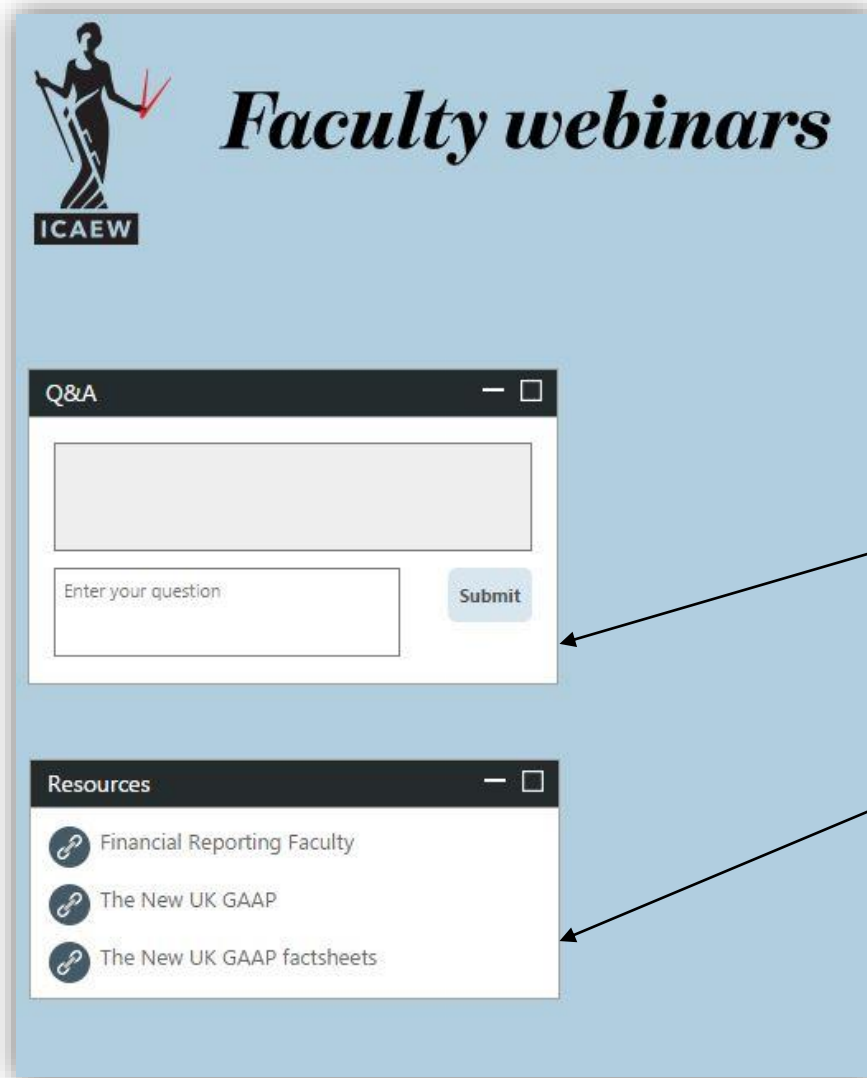 Faculty webinars
ICAEW
Q&A
Enter your question
Submit
Resources
Financial Reporting Faculty
The New UK GAAP
The New UK GAAP factsheets